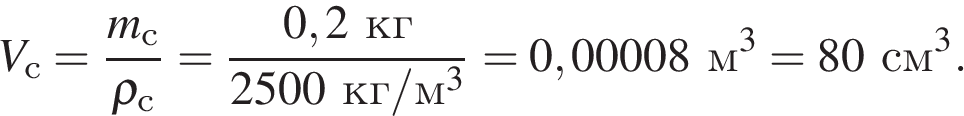 V_с = m_с / ρ_с = 0,2 кг / 2500 кг/м³ = 0,00008 м³ = 80 см³.